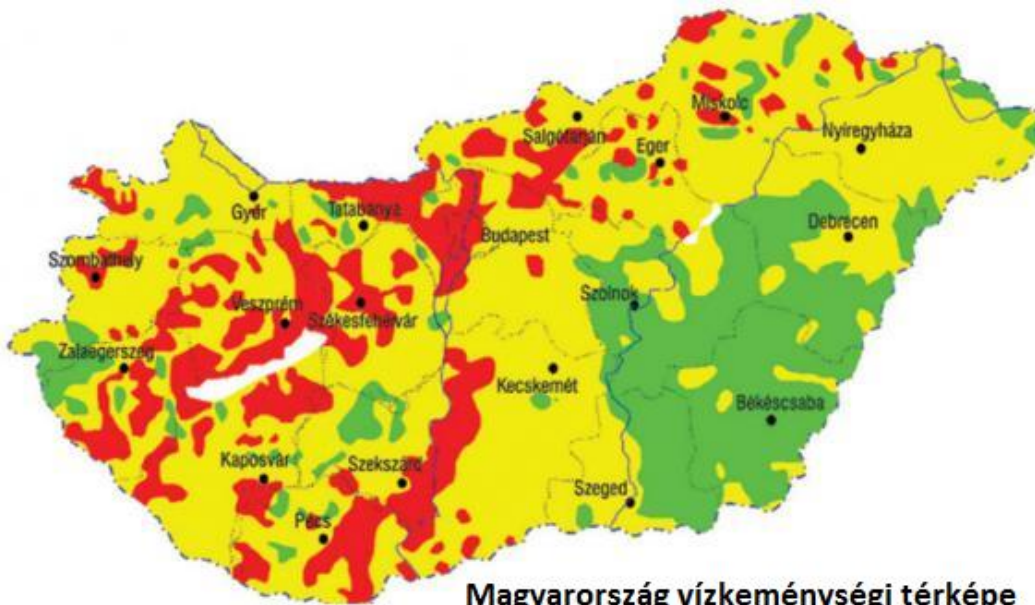 Miskolc
Salgótarján
Eger
Nyíregyháza
Győr
Tatabánya
Budapest
Debrecen
Szombathely
Veszprém
Székesfehérvár
Szolnok
Zalaegerszeg
Kecskemét
Békéscsaba
Kaposvár
Szekszárd
Szeged
Pécs
Magyarország vízkeménységi térképe